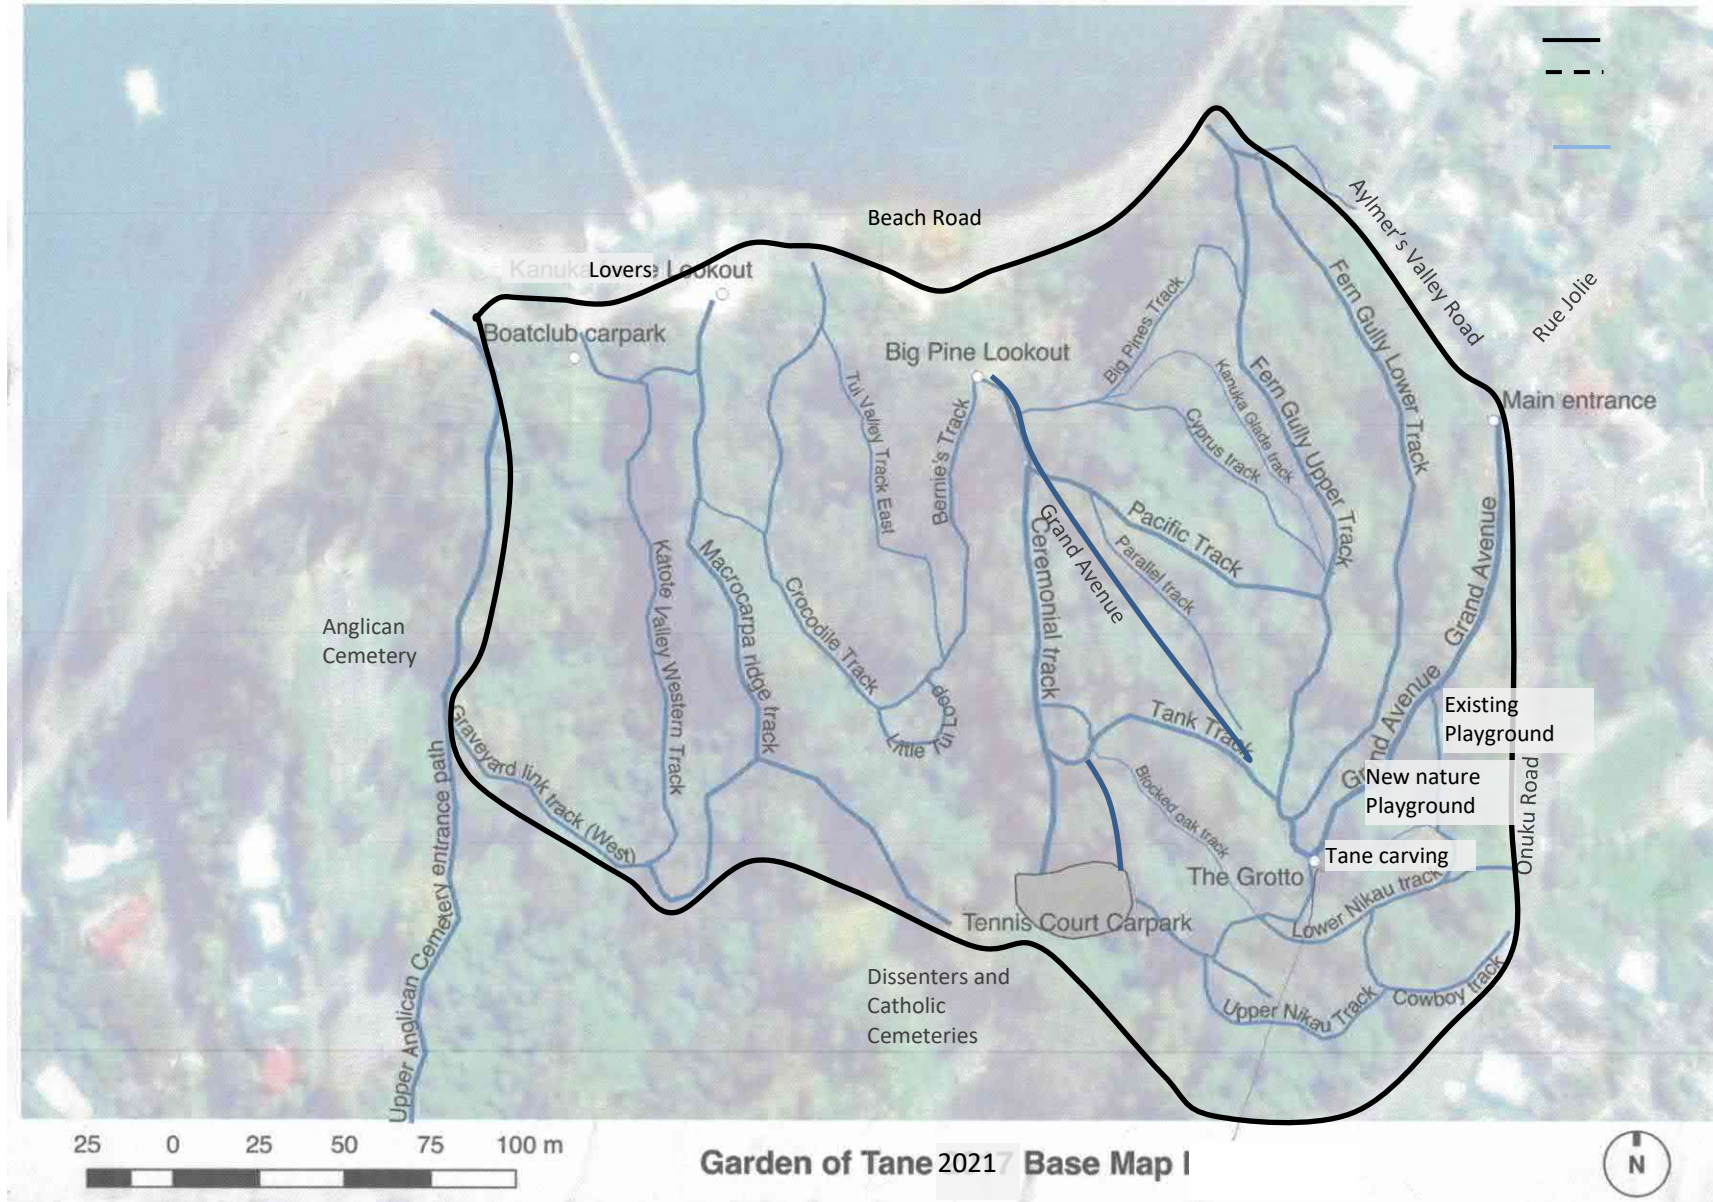 Beach Road
Aylmer's Valley Road
Rue Jolie
Lovers Lookout
Kanuka
Boatclub carpark
Big Pine Lookout
Main entrance
Big Pines Track
Kanuka Glade track
Cyprus track
Fern Gully Upper Track
Fern Gully Lower Track
Tui Valley Track East
Bernie's Track
Grand Avenue
Ceremonial track
Pacific Track
Parallel track
Grand Avenue
Katote Valley Western Track
Macrocarpa ridge track
Crocodile Track
Anglican
Cemetery
Little Tui Loop
Tank Track
Grand Avenue
Existing
Playground
New nature
Playground
Graveyard link track (West)
Upper Anglican Cemetery entrance path
Blocked oak track
Onuku Road
Tane carving
The Grotto
Lower Nikau track
Tennis Court Carpark
Dissenters and
Catholic
Cemeteries
Upper Nikau Track
Cowboy track
25 0 25 50 75 100 m
Garden of Tane 2021 Base Map
N